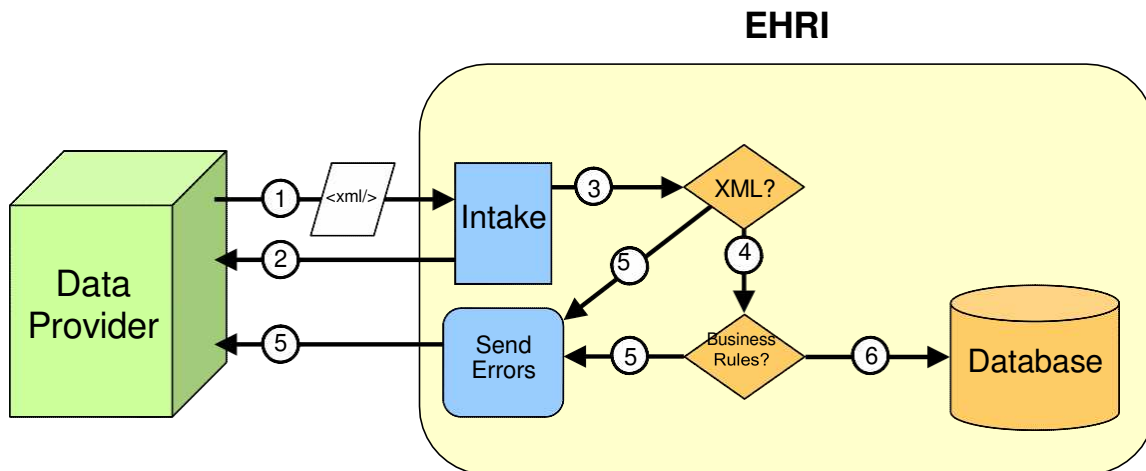 EHRI
1
<xml/>
3
XML?
Intake
2
5
4
Data
Provider
5
Send
Errors
5
Business
Rules?
6
Database